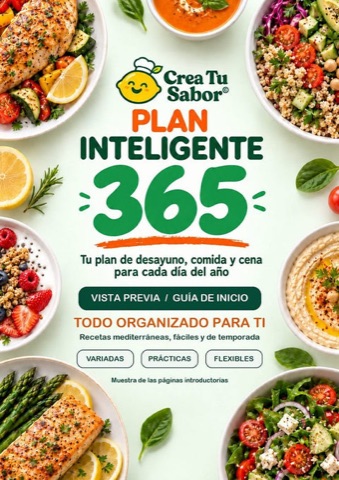 Crea Tu
Sabor©
PLAN
INTELIGENTE
365
Tu plan de desayuno, comida y cena
para cada día del año
VISTA PREVIA / GUÍA DE INICIO
TODO ORGANIZADO PARA TI
Recetas mediterráneas, fáciles y de temporada
VARIADAS
PRÁCTICAS
FLEXIBLES
Muestra de las páginas introductorias